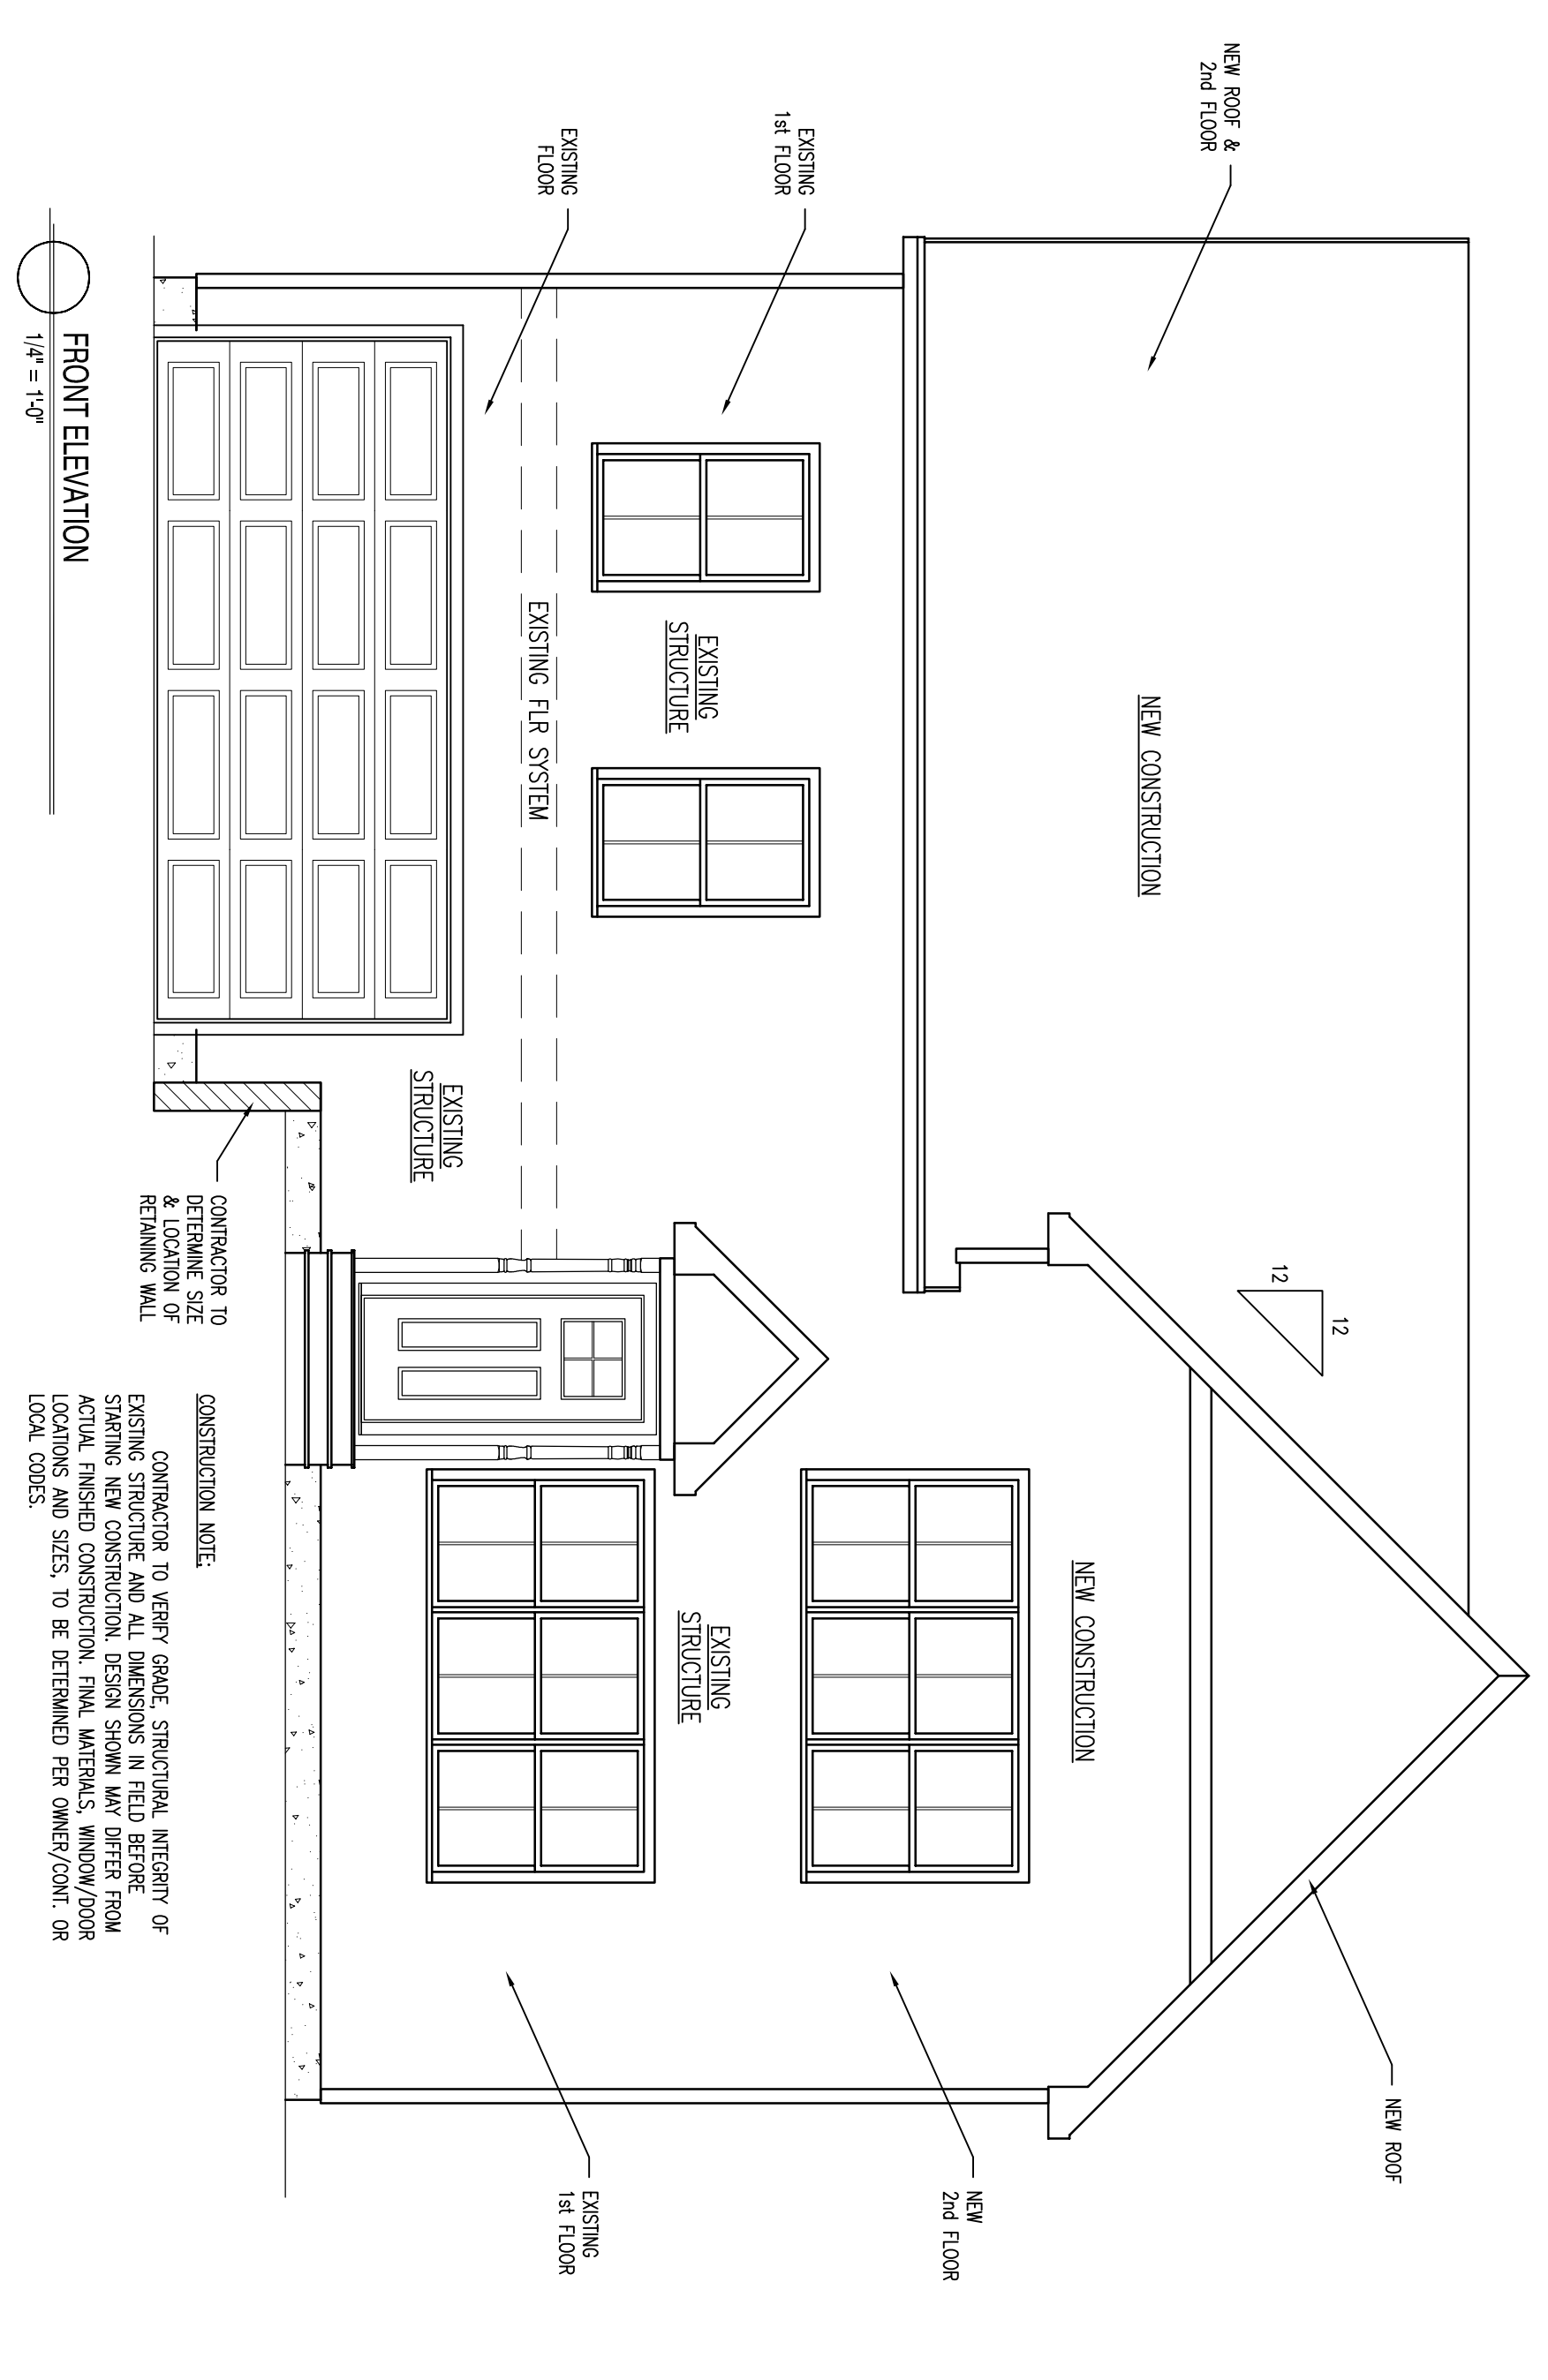 NEW ROOF &
2nd FLOOR
NEW CONSTRUCTION
12
12
NEW ROOF
EXISTING
1st FLOOR
EXISTING
STRUCTURE
NEW CONSTRUCTION
NEW
2nd FLOOR
EXISTING
FLOOR
EXISTING FLR SYSTEM
EXISTING
STRUCTURE
EXISTING
STRUCTURE
EXISTING
1st FLOOR
CONTRACTOR TO
DETERMINE SIZE
& LOCATION OF
RETAINING WALL
CONSTRUCTION NOTE:
CONTRACTOR TO VERIFY GRADE, STRUCTURAL INTEGRITY OF
EXISTING STRUCTURE AND ALL DIMENSIONS IN FIELD BEFORE
STARTING NEW CONSTRUCTION. DESIGN SHOWN MAY DIFFER FROM
ACTUAL FINISHED CONSTRUCTION. FINAL MATERIALS, WINDOW/DOOR
LOCATIONS AND SIZES, TO BE DETERMINED PER OWNER/CONT. OR
LOCAL CODES.
FRONT ELEVATION
1/4" = 1'-0"